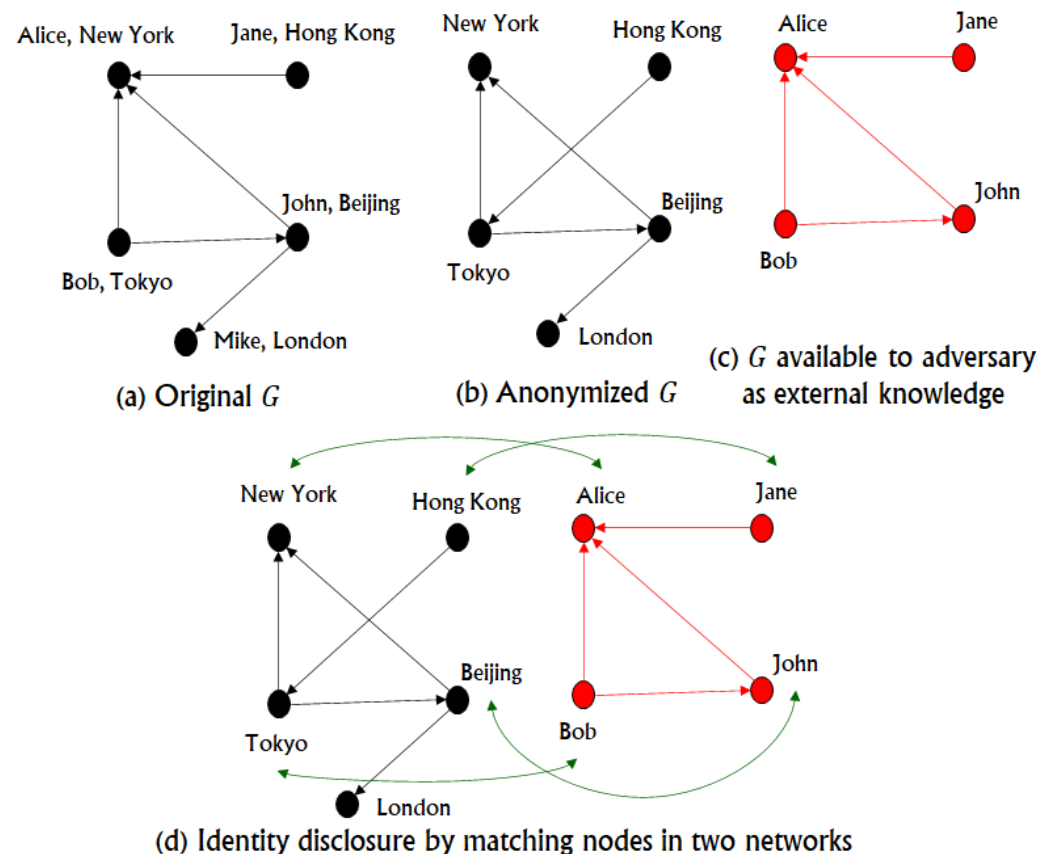 Alice, New York
Jane, Hong Kong
John, Beijing
Bob, Tokyo
Mike, London
(a) Original G
New York
Hong Kong
Beijing
Tokyo
London
(b) Anonymized G
Alice
Jane
John
Bob
(c) G available to adversary
as external knowledge
New York
Hong Kong
Alice
Jane
Beijing
John
Tokyo
Bob
London
(d) Identity disclosure by matching nodes in two networks